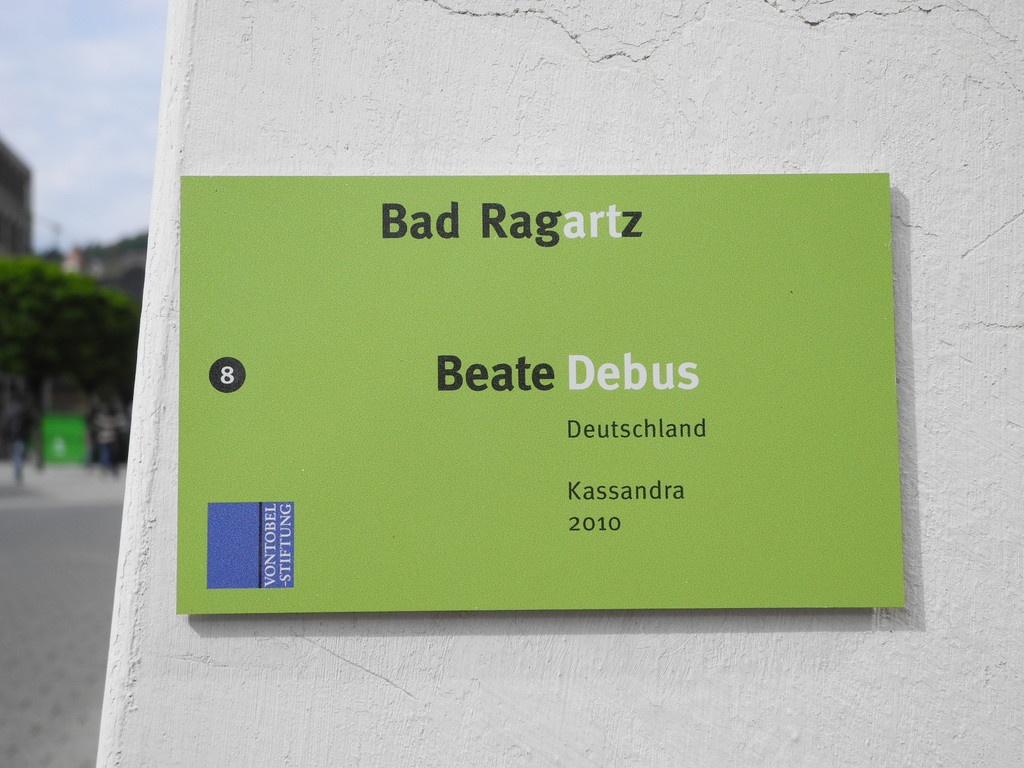 Bad Ragartz
8
Beate Debus
Deutschland
Kassandra
2010
VONTOBEL
-STIFTUNG